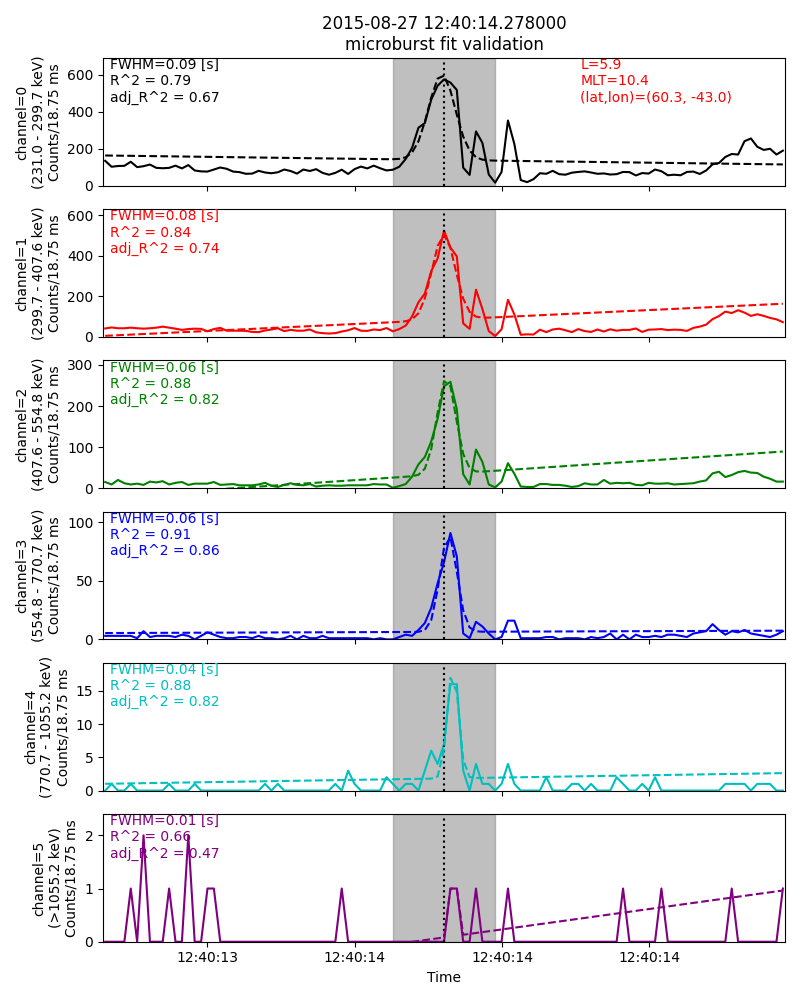 2015-08-27 12:40:14.278000
microburst fit validation
channel=0
(231.0 - 299.7 keV)
Counts/18.75 ms
600
400
200
0
FWHM=0.09 [s]
R^2 = 0.79
adj_R^2 = 0.67
L=5.9
MLT=10.4
(lat,lon)=(60.3, -43.0)
channel=1
(299.7 - 407.6 keV)
Counts/18.75 ms
600
400
200
0
FWHM=0.08 [s]
R^2 = 0.84
adj_R^2 = 0.74
channel=2
(407.6 - 554.8 keV)
Counts/18.75 ms
300
200
100
0
FWHM=0.06 [s]
R^2 = 0.88
adj_R^2 = 0.82
channel=3
(554.8 - 770.7 keV)
Counts/18.75 ms
100
50
0
FWHM=0.06 [s]
R^2 = 0.91
adj_R^2 = 0.86
channel=4
(770.7 - 1055.2 keV)
Counts/18.75 ms
15
10
5
0
FWHM=0.04 [s]
R^2 = 0.88
adj_R^2 = 0.82
channel=5
(>1055.2 keV)
Counts/18.75 ms
2
1
0
FWHM=0.01 [s]
R^2 = 0.66
adj_R^2 = 0.47
12:40:13
12:40:14
12:40:14
12:40:14
Time